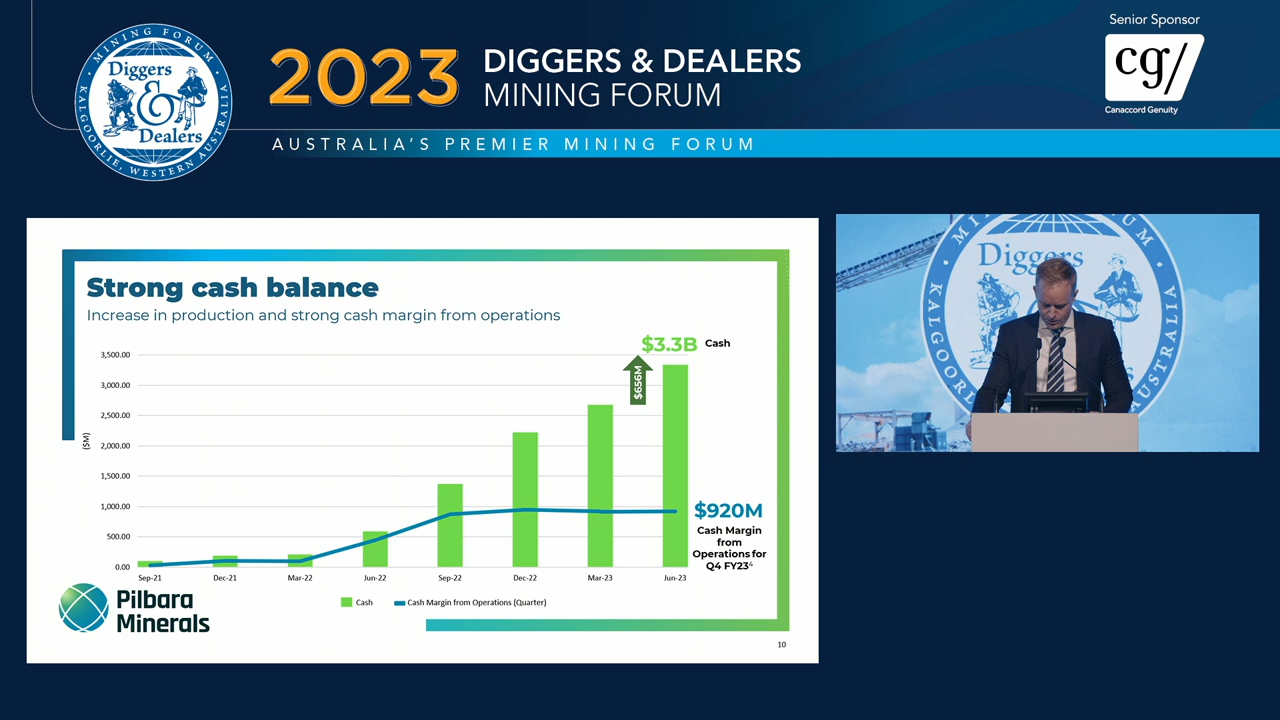 MINING FORUM
Diggers
&
Dealers
KALGOORLIE, WESTERN AUSTRALIA
2023
DIGGERS & DEALERS
MINING FORUM
AUSTRALIA'S PREMIER MINING FORUM
Senior Sponsor
cg/
Canaccord Genuity
Strong cash balance
Increase in production and strong cash margin from operations
$3.3B Cash
$656M
($M)
3,500.00
3,000.00
2,500.00
2,000.00
1,500.00
1,000.00
500.00
0.00
Sep-21 Dec-21 Mar-22 Jun-22 Sep-22 Dec-22 Mar-23 Jun-23
$920M
Cash Margin
from
Operations for
Q4 FY23
Cash Cash Margin from Operations (Quarter)
Pilbara
Minerals
10
Diggers